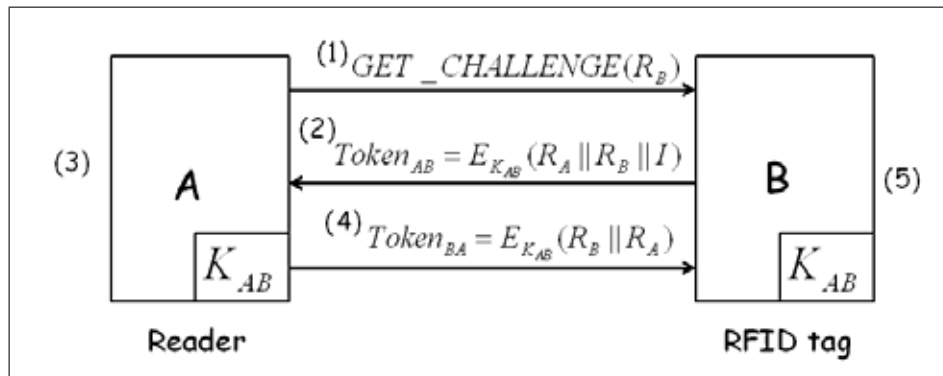 (1) GET_CHALLENGE(R_B)
(2) Token_AB = E_K_AB(R_A || R_B || I)
(3) A B (5)
(4) Token_BA = E_K_AB(R_B || R_A)
K_AB K_AB
Reader RFID tag